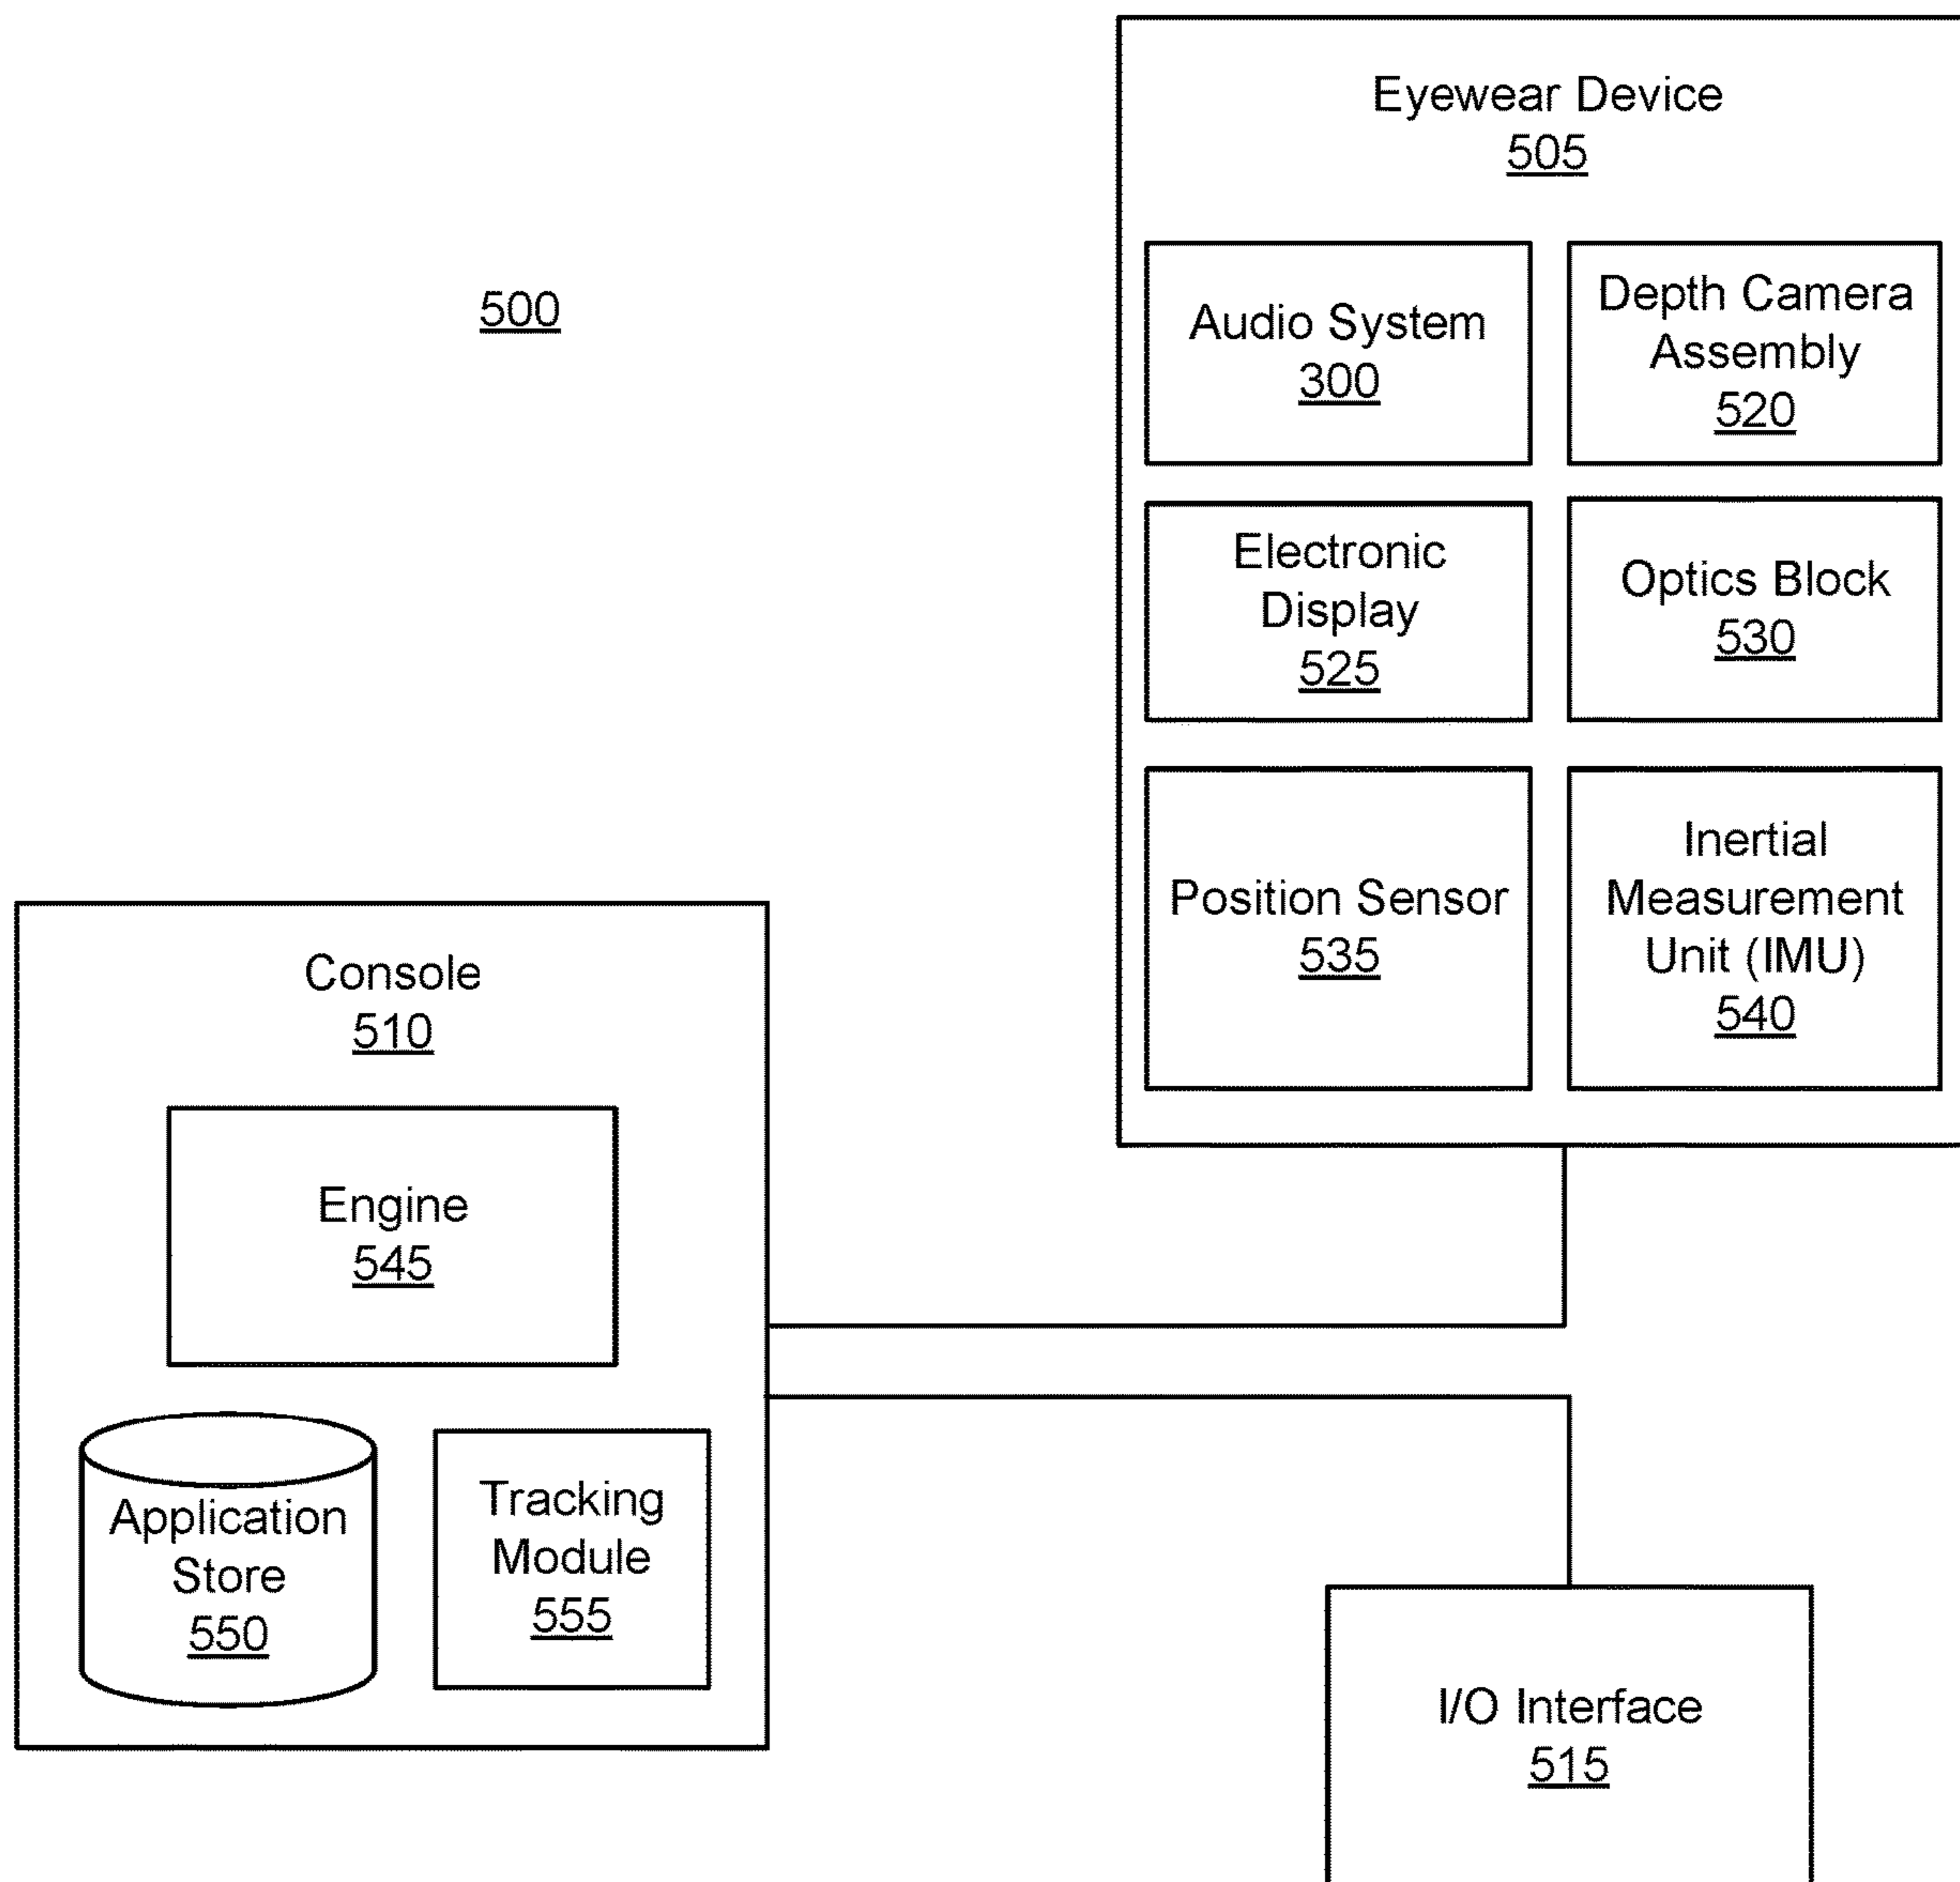 500
Eyewear Device
505
Audio System
300
Depth Camera
Assembly
520
Electronic
Display
525
Optics Block
530
Position Sensor
535
Inertial
Measurement
Unit (IMU)
540
Console
510
Engine
545
Application
Store
550
Tracking
Module
555
I/O Interface
515